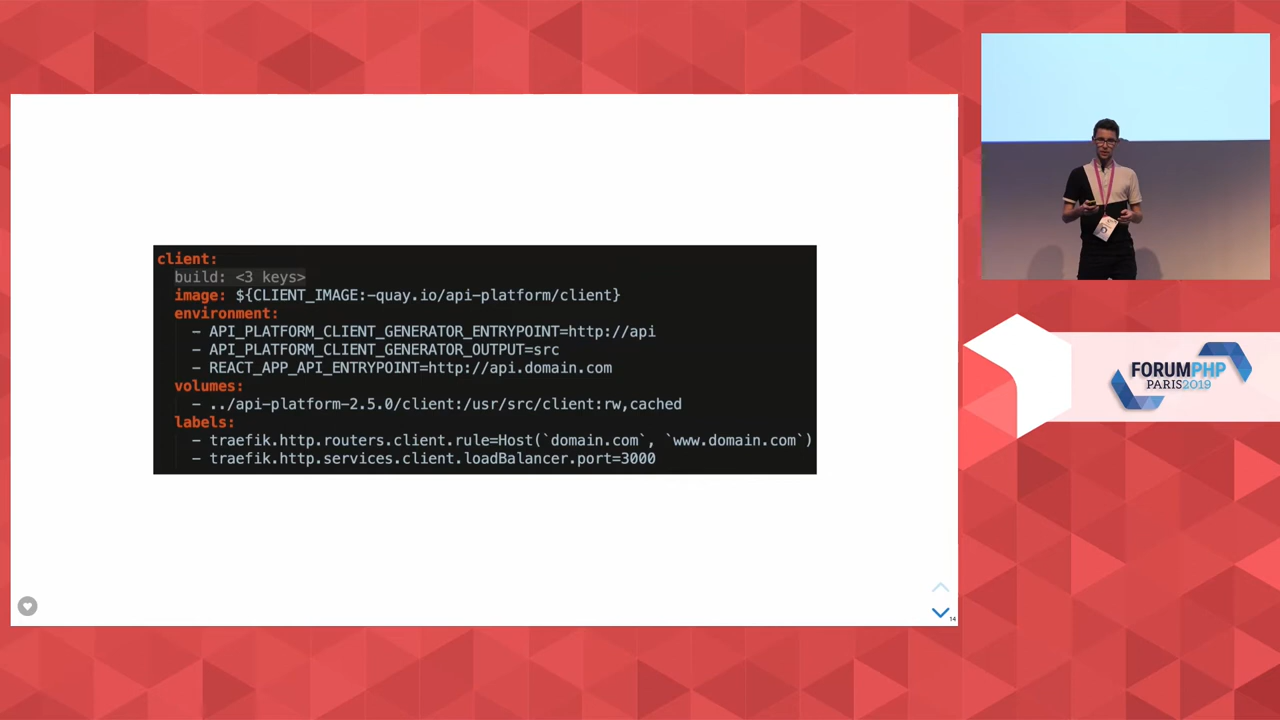 client:
build: <3 keys>
image: ${CLIENT_IMAGE:-quay.io/api-platform/client}
environment:
- API_PLATFORM_CLIENT_GENERATOR_ENTRYPOINT=http://api
- API_PLATFORM_CLIENT_GENERATOR_OUTPUT=src
- REACT_APP_API_ENTRYPOINT=http://api.domain.com
volumes:
- ../api-platform-2.5.0/client:/usr/src/client:rw,cached
labels:
- traefik.http.routers.client.rule=Host(`domain.com`, `www.domain.com`)
- traefik.http.services.client.loadBalancer.port=3000
14
FORUMPHP
PARIS2019